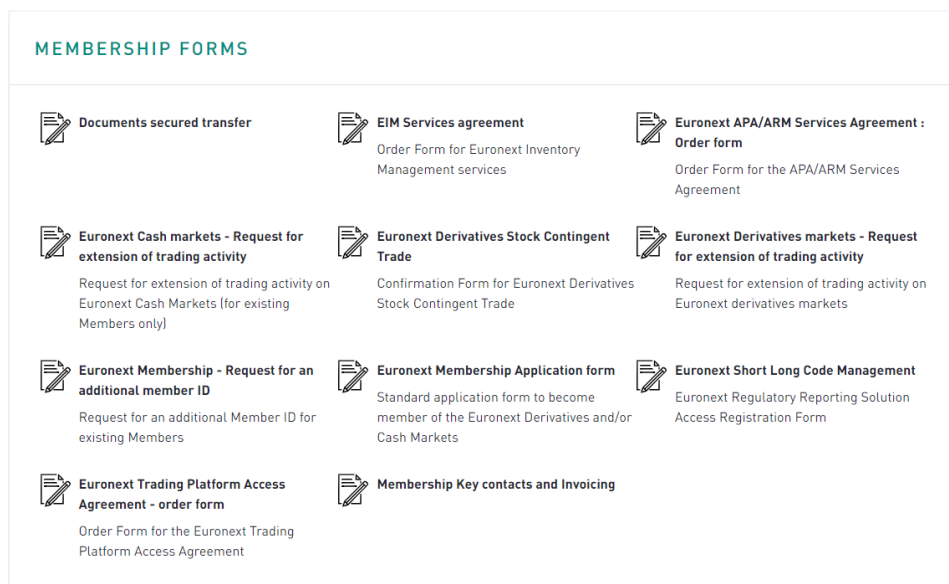 MEMBERSHIP FORMS
Documents secured transfer
EIM Services agreement
Order Form for Euronext Inventory
Management services
Euronext APA/ARM Services Agreement :
Order form
Order Form for the APA/ARM Services
Agreement
Euronext Cash markets - Request for
extension of trading activity
Request for extension of trading activity on
Euronext Cash Markets (for existing
Members only)
Euronext Derivatives Stock Contingent
Trade
Confirmation Form for Euronext Derivatives
Stock Contingent Trade
Euronext Derivatives markets - Request
for extension of trading activity
Request for extension of trading activity on
Euronext derivatives markets
Euronext Membership - Request for an
additional member ID
Request for an additional Member ID for
existing Members
Euronext Membership Application form
Standard application form to become
member of the Euronext Derivatives and/or
Cash Markets
Euronext Short Long Code Management
Euronext Regulatory Reporting Solution
Access Registration Form
Euronext Trading Platform Access
Agreement - order form
Order Form for the Euronext Trading
Platform Access Agreement
Membership Key contacts and Invoicing